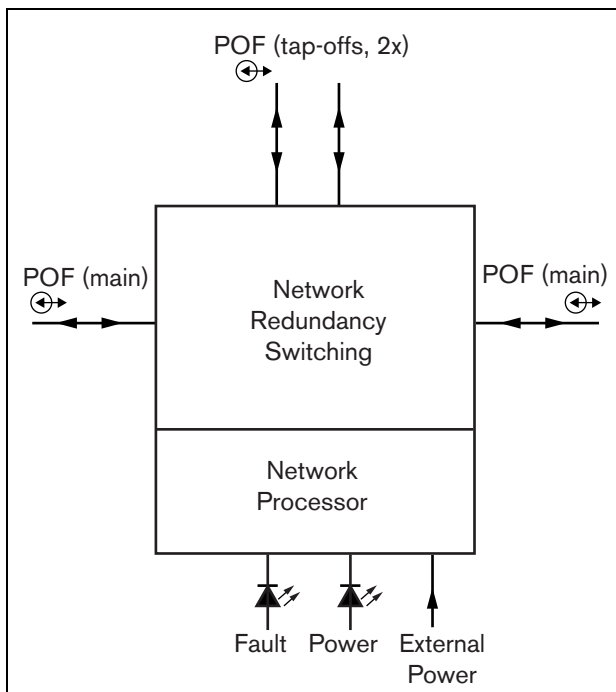 POF (tap-offs, 2x)
POF (main)
POF (main)
Network
Redundancy
Switching
Network
Processor
Fault
Power
External
Power